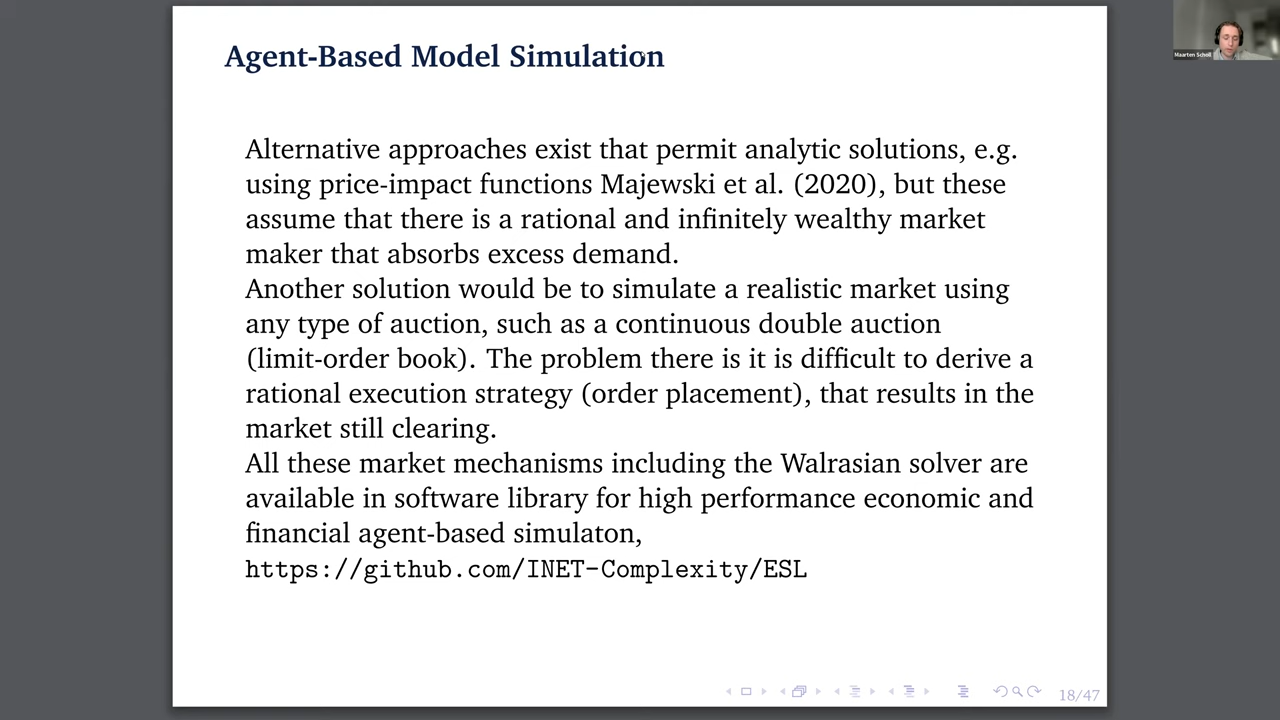 Agent-Based Model Simulation
Alternative approaches exist that permit analytic solutions, e.g.
using price-impact functions Majewski et al. (2020), but these
assume that there is a rational and infinitely wealthy market
maker that absorbs excess demand.
Another solution would be to simulate a realistic market using
any type of auction, such as a continuous double auction
(limit-order book). The problem there is it is difficult to derive a
rational execution strategy (order placement), that results in the
market still clearing.
All these market mechanisms including the Walrasian solver are
available in software library for high performance economic and
financial agent-based simulaton,
https://github.com/INET-Complexity/ESL
18/47
Maarten Scholl